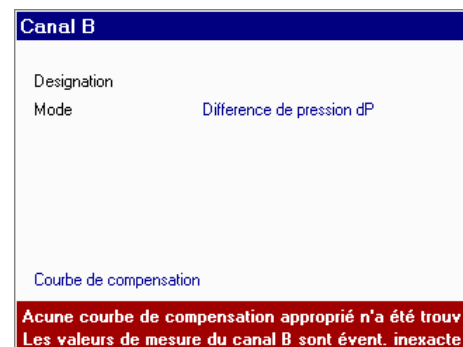 Canal B
Designation
Mode Difference de pression dP
Courbe de compensation
Acune courbe de compensation approprié n'a été trouv
Les valeurs de mesure du canal B sont évent. inexacte